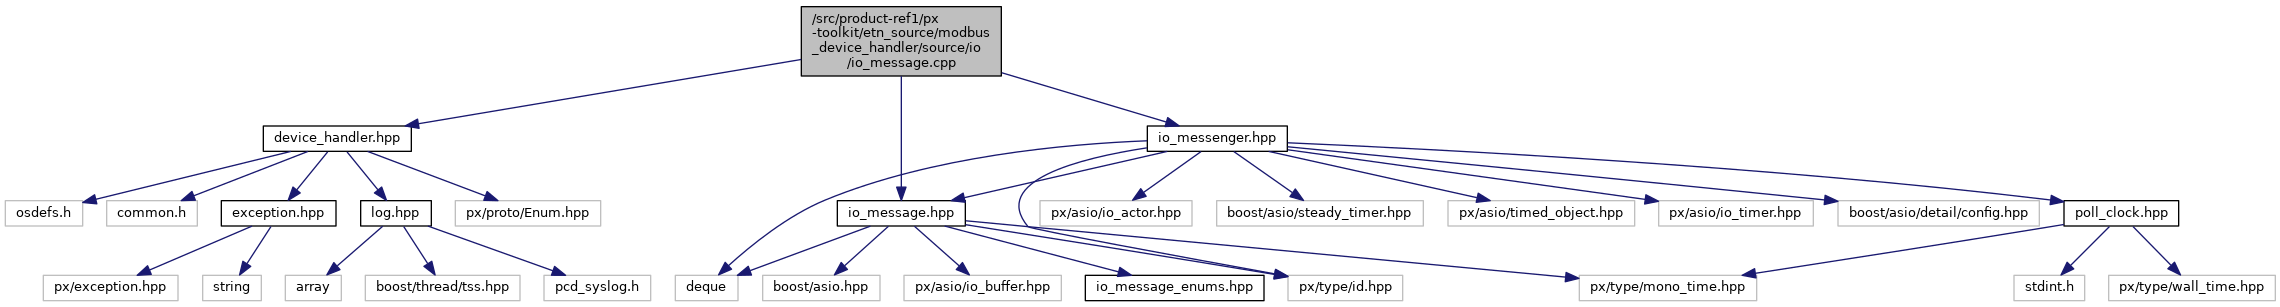 /src/product-ref1/px
-toolkit/etn_source/modbus
_device_handler/source/io
/io_message.cpp
device_handler.hpp
io_messenger.hpp
osdefs.h
common.h
exception.hpp
log.hpp
px/proto/Enum.hpp
io_message.hpp
px/asio/io_actor.hpp
boost/asio/steady_timer.hpp
px/asio/timed_object.hpp
px/asio/io_timer.hpp
boost/asio/detail/config.hpp
poll_clock.hpp
px/exception.hpp
string
array
boost/thread/tss.hpp
pcd_syslog.h
deque
boost/asio.hpp
px/asio/io_buffer.hpp
io_message_enums.hpp
px/type/id.hpp
px/type/mono_time.hpp
stdint.h
px/type/wall_time.hpp